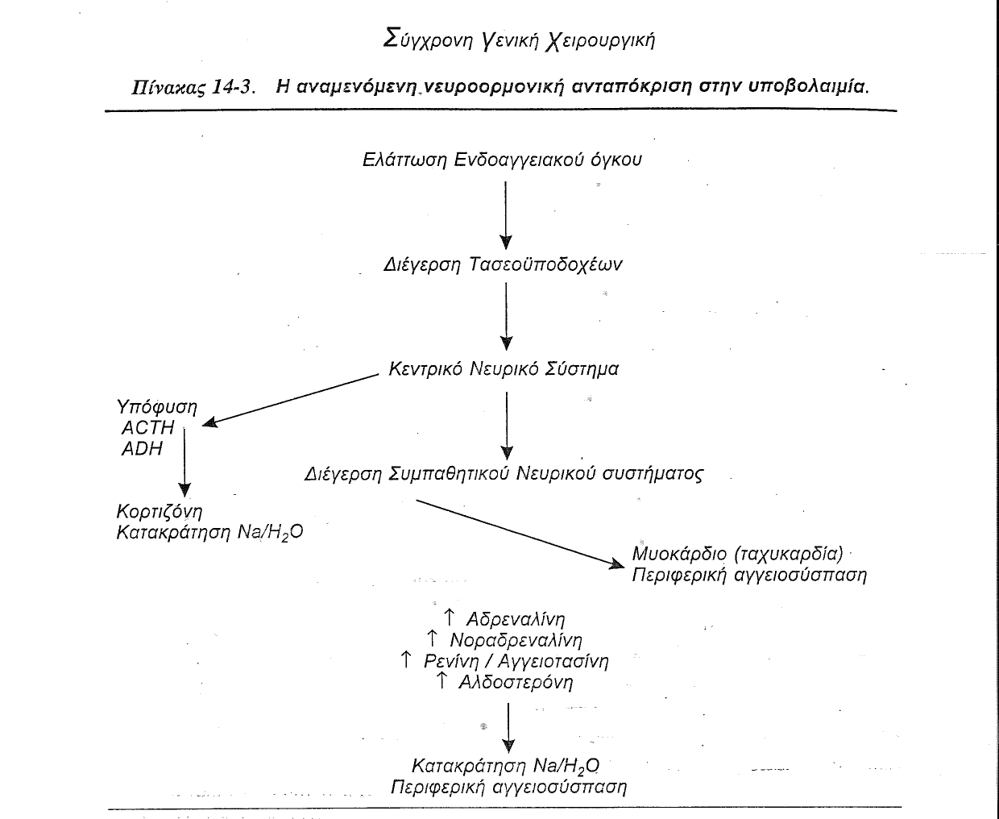 Σύγχρονη Γενική Χειρουργική
Πίνακας 14-3. Η αναμενόμενη νευροορμονική ανταπόκριση στην υποβολαιμία.
Ελάττωση Ενδοαγγειακού όγκου
Διέγερση Τασεοϋποδοχέων
Κεντρικό Νευρικό Σύστημα
Υπόφυση
ACTH
ADH
Διέγερση Συμπαθητικού Νευρικού συστήματος
Κορτιζόνη
Κατακράτηση Na/H₂O
Μυοκάρδιο (ταχυκαρδία)
Περιφερική αγγειοσύσπαση
↑ Αδρεναλίνη
↑ Νοραδρεναλίνη
↑ Ρενίνη / Αγγειοτασίνη
↑ Αλδοστερόνη
Κατακράτηση Na/H₂O
Περιφερική αγγειοσύσπαση